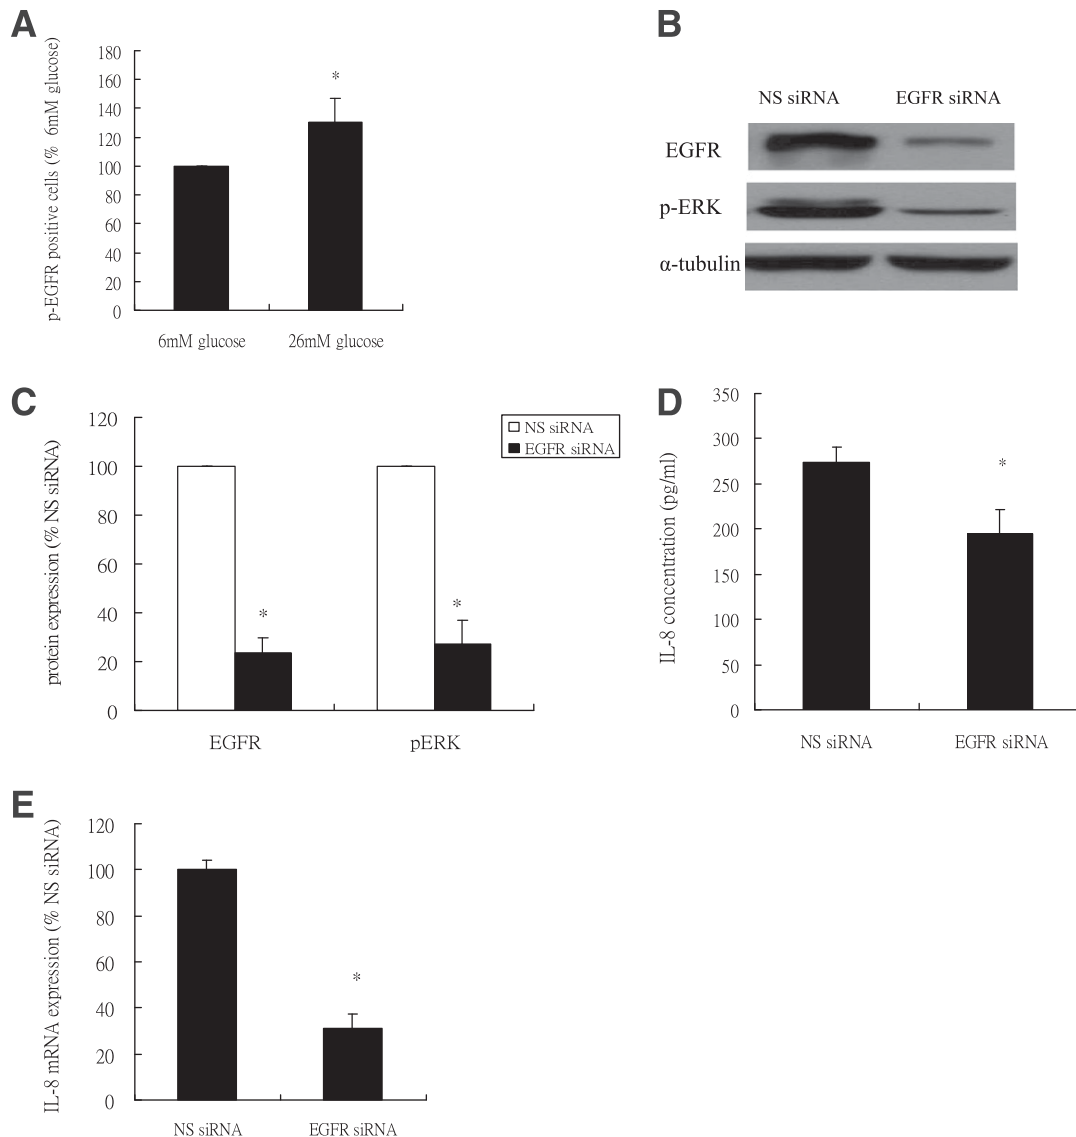 A
p-EGFR positive cells (% 6mM glucose)
180
160
140
120
100
80
60
40
20
0
*
6mM glucose
26mM glucose
B
NS siRNA
EGFR siRNA
EGFR
p-ERK
α-tubulin
C
protein expression (% NS siRNA)
120
100
80
60
40
20
0
NS siRNA
EGFR siRNA
*
*
EGFR
pERK
D
IL-8 concentration (pg/ml)
350
300
250
200
150
100
50
0
*
NS siRNA
EGFR siRNA
E
IL-8 mRNA expression (% NS siRNA)
120
100
80
60
40
20
0
*
NS siRNA
EGFR siRNA